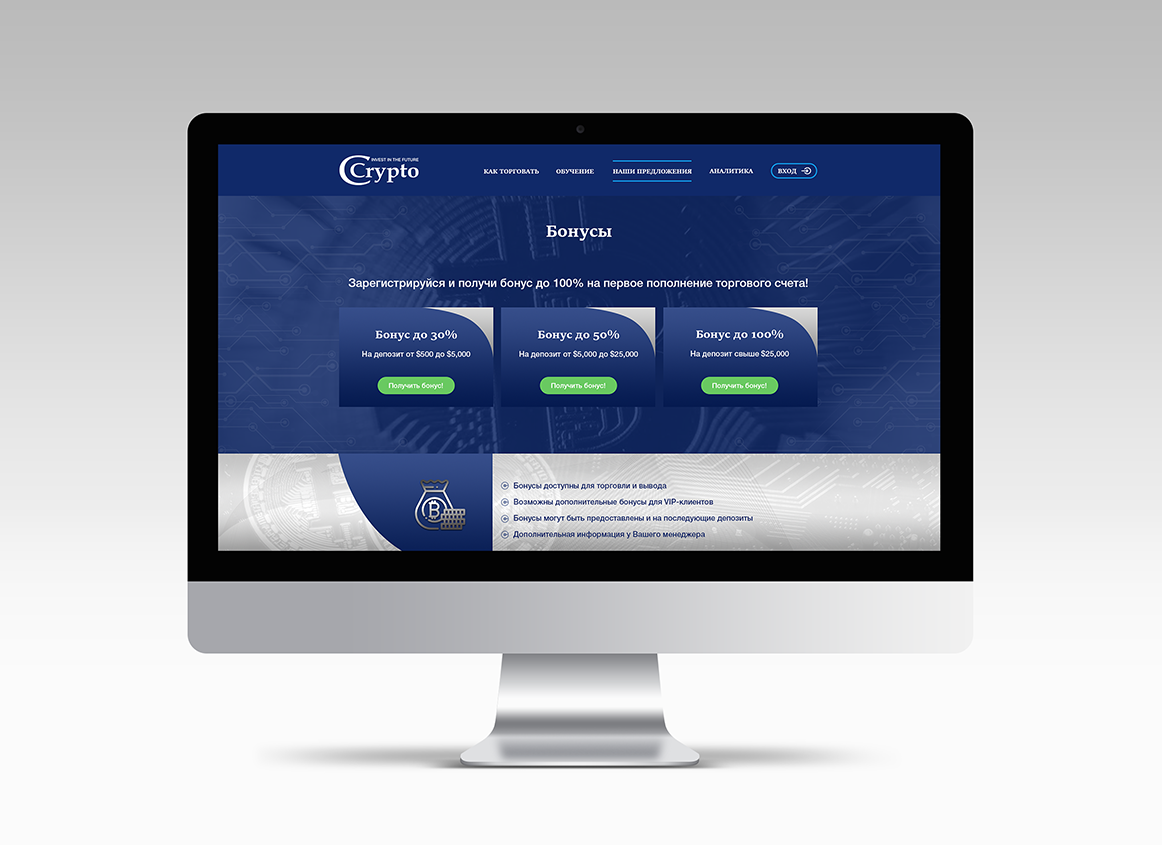 INVEST IN THE FUTURE
Crypto
КАК ТОРГОВАТЬ ОБУЧЕНИЕ НАШИ ПРЕДЛОЖЕНИЯ АНАЛИТИКА ВХОД
Бонусы
Зарегистрируйся и получи бонус до 100% на первое пополнение торгового счета!
Бонус до 30%
На депозит от $500 до $5,000
Получить бонус!
Бонус до 50%
На депозит от $5,000 до $25,000
Получить бонус!
Бонус до 100%
На депозит свыше $25,000
Получить бонус!
Бонусы доступны для торговли и вывода
Возможны дополнительные бонусы для VIP-клиентов
Бонусы могут быть предоставлены и на последующие депозиты
Дополнительная информация у Вашего менеджера